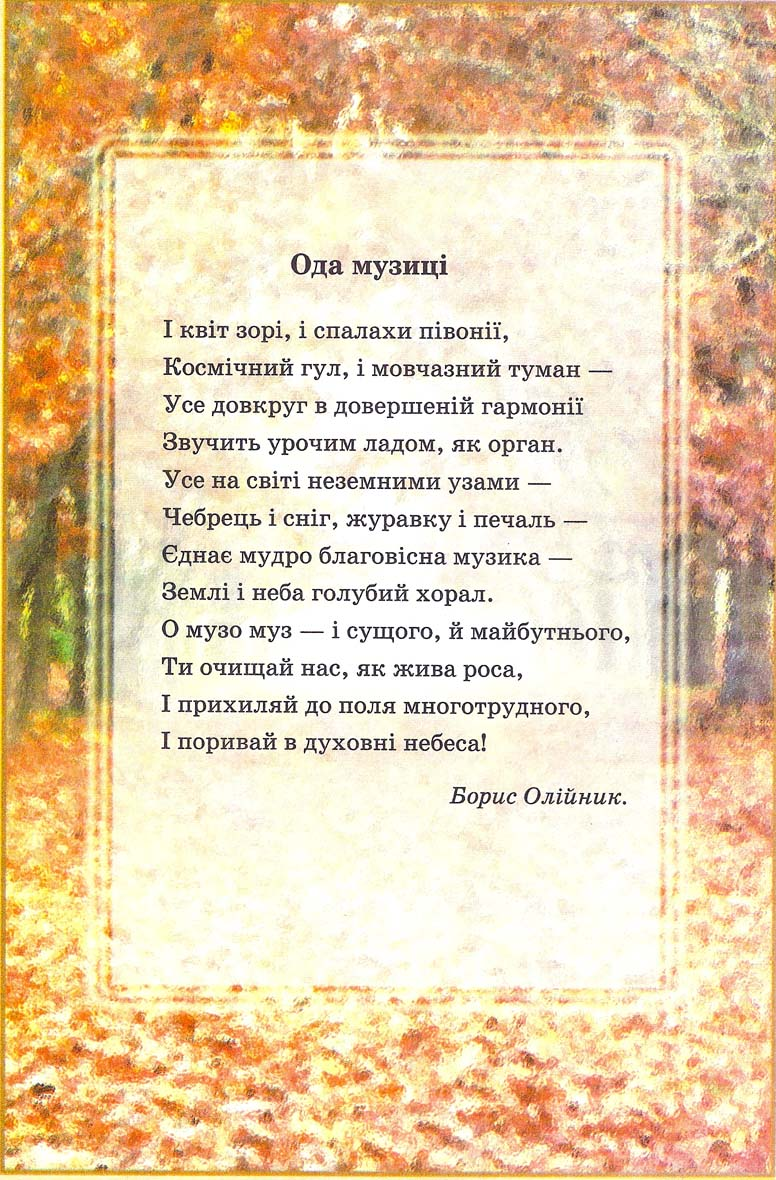 Ода музиці
І квіт зорі, і спалахи півонії,
Космічний гул, і мовчазний туман —
Усе довкруг в довершеній гармонії
Звучить урочим ладом, як орган.
Усе на світі неземними узами —
Чебрець і сніг, журавку і печаль —
Єднає мудро благовісна музика —
Землі і неба голубий хорал.
О музо муз — і сущого, й майбутнього,
Ти очищай нас, як жива роса,
І прихиляй до поля многотрудного,
І поривай в духовні небеса!
Борис Олійник.